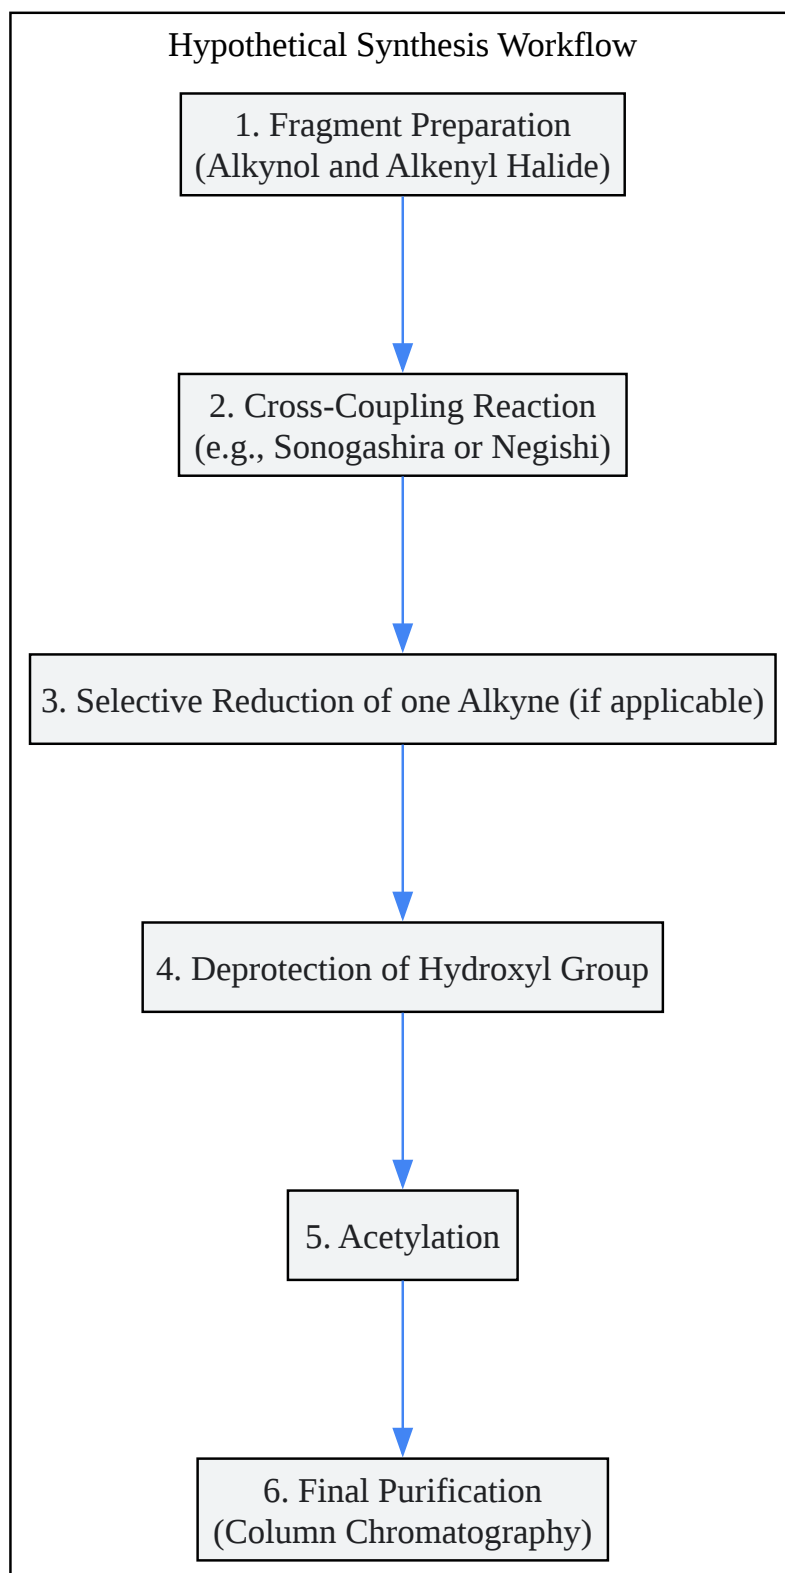 Hypothetical Synthesis Workflow
1. Fragment Preparation
(Alkynol and Alkenyl Halide)
2. Cross-Coupling Reaction
(e.g., Sonogashira or Negishi)
3. Selective Reduction of one Alkyne (if applicable)
4. Deprotection of Hydroxyl Group
5. Acetylation
6. Final Purification
(Column Chromatography)